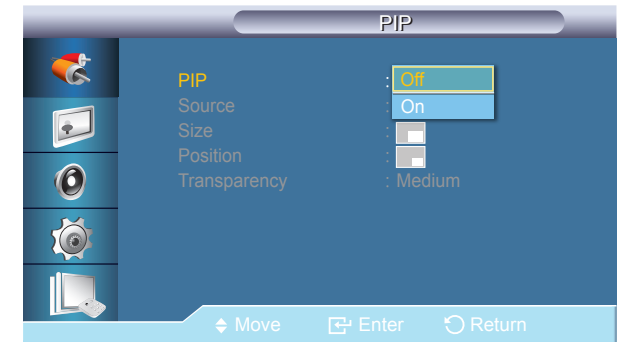 PIP
PIP : Off
Source : On
Size :
Position :
Transparency : Medium
Move Enter Return